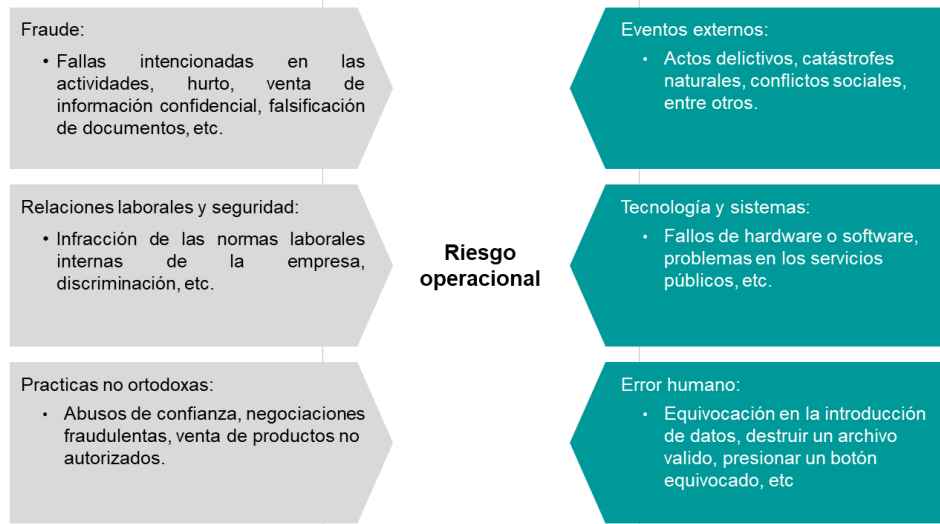 Fraude:
• Fallas intencionadas en las
actividades, hurto, venta de
información confidencial, falsificación
de documentos, etc.
Relaciones laborales y seguridad:
• Infracción de las normas laborales
internas de la empresa,
discriminación, etc.
Practicas no ortodoxas:
• Abusos de confianza, negociaciones
fraudulentas, venta de productos no
autorizados.
Riesgo
operacional
Eventos externos:
• Actos delictivos, catástrofes
naturales, conflictos sociales,
entre otros.
Tecnología y sistemas:
• Fallos de hardware o software,
problemas en los servicios
públicos, etc.
Error humano:
• Equivocación en la introducción
de datos, destruir un archivo
valido, presionar un botón
equivocado, etc